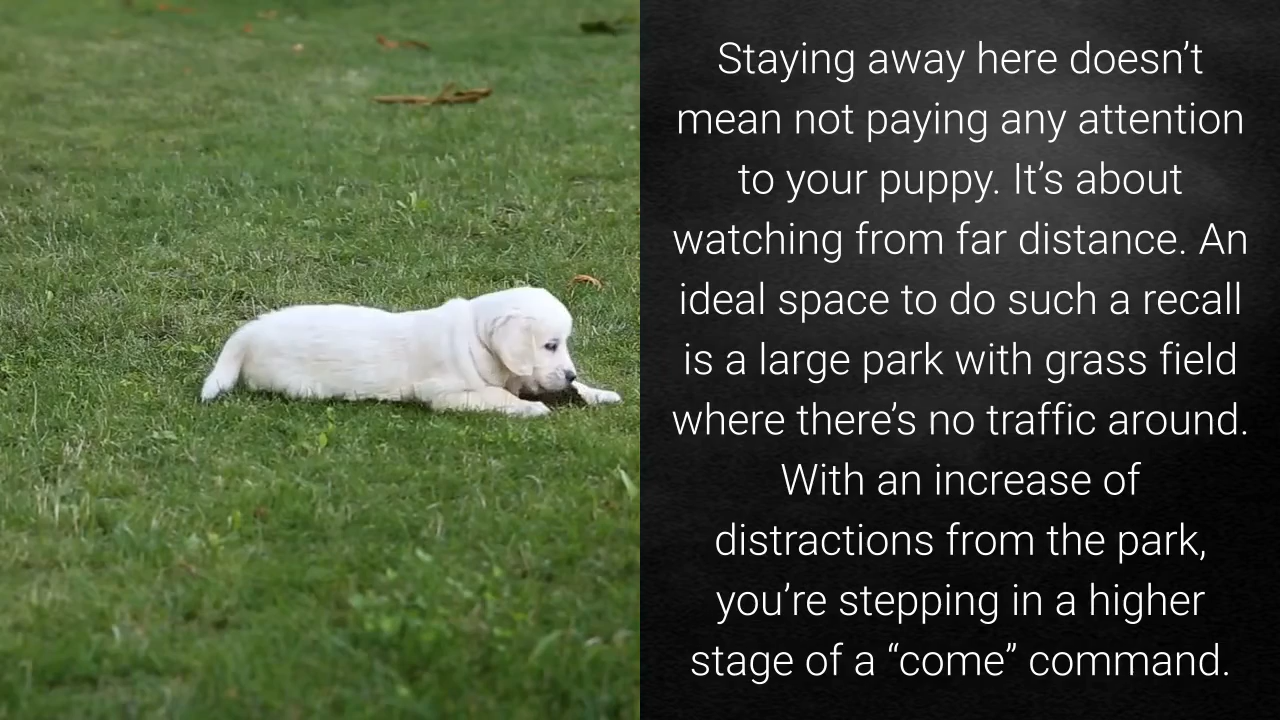 Staying away here doesn’t
mean not paying any attention
to your puppy. It’s about
watching from far distance. An
ideal space to do such a recall
is a large park with grass field
where there’s no traffic around.
With an increase of
distractions from the park,
you’re stepping in a higher
stage of a “come” command.